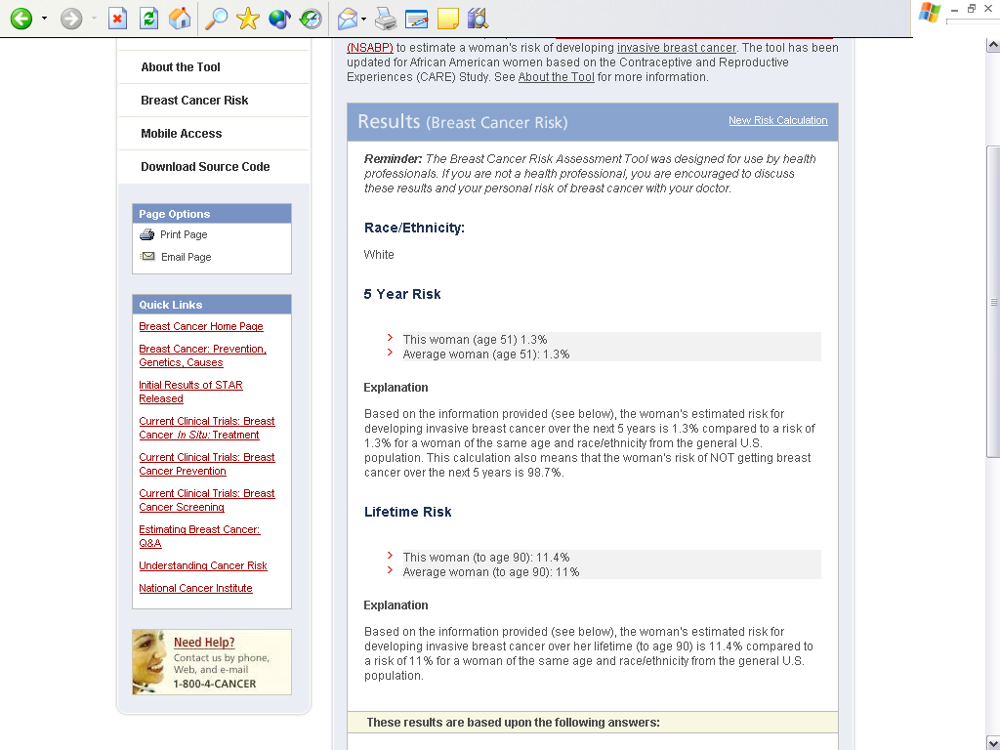 About the Tool
Breast Cancer Risk
Mobile Access
Download Source Code
Page Options
Print Page
Email Page
Quick Links
Breast Cancer Home Page
Breast Cancer: Prevention,
Genetics, Causes
Initial Results of STAR
Released
Current Clinical Trials: Breast
Cancer In Situ: Treatment
Current Clinical Trials: Breast
Cancer Prevention
Current Clinical Trials: Breast
Cancer Screening
Estimating Breast Cancer:
Q&A
Understanding Cancer Risk
National Cancer Institute
Need Help?
Contact us by phone,
Web, and e-mail
1-800-4-CANCER
(NSABP) to estimate a woman's risk of developing invasive breast cancer. The tool has been
updated for African American women based on the Contraceptive and Reproductive
Experiences (CARE) Study. See About the Tool for more information.
Results (Breast Cancer Risk)
New Risk Calculation
Reminder: The Breast Cancer Risk Assessment Tool was designed for use by health
professionals. If you are not a health professional, you are encouraged to discuss
these results and your personal risk of breast cancer with your doctor.
Race/Ethnicity:
White
5 Year Risk
This woman (age 51) 1.3%
Average woman (age 51): 1.3%
Explanation
Based on the information provided (see below), the woman's estimated risk for
developing invasive breast cancer over the next 5 years is 1.3% compared to a risk of
1.3% for a woman of the same age and race/ethnicity from the general U.S.
population. This calculation also means that the woman's risk of NOT getting breast
cancer over the next 5 years is 98.7%.
Lifetime Risk
This woman (to age 90): 11.4%
Average woman (to age 90): 11%
Explanation
Based on the information provided (see below), the woman's estimated risk for
developing invasive breast cancer over her lifetime (to age 90) is 11.4% compared to
a risk of 11% for a woman of the same age and race/ethnicity from the general U.S.
population.
These results are based upon the following answers: